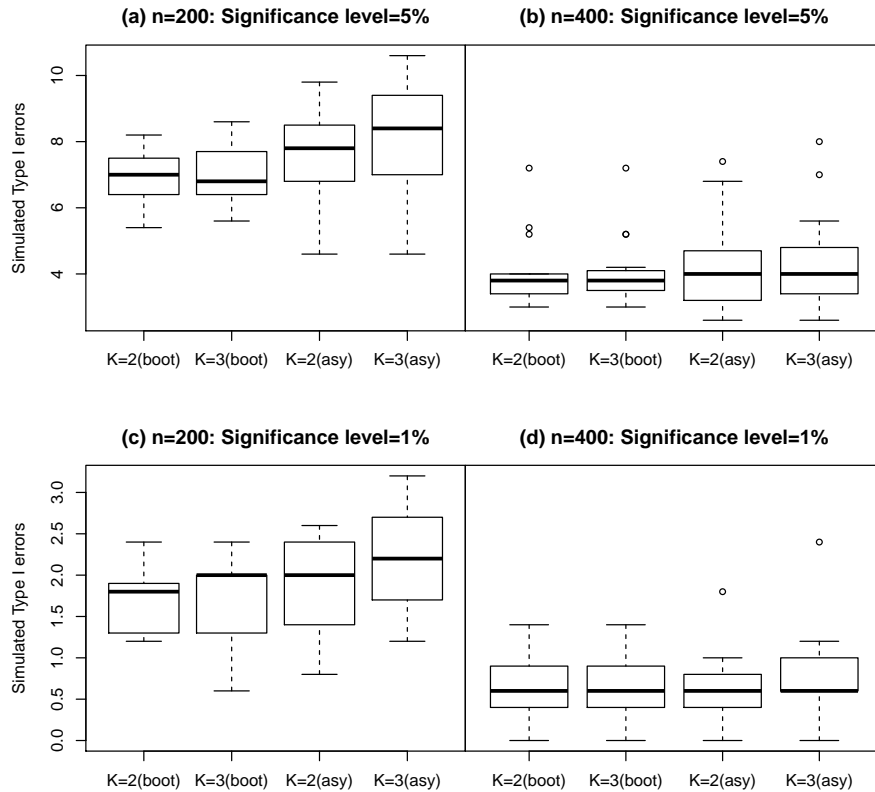 (a) n=200: Significance level=5%
(b) n=400: Significance level=5%
Simulated Type I errors
10
8
6
4
K=2(boot) K=3(boot) K=2(asy) K=3(asy)
K=2(boot) K=3(boot) K=2(asy) K=3(asy)
(c) n=200: Significance level=1%
(d) n=400: Significance level=1%
Simulated Type I errors
3.0
2.5
2.0
1.5
1.0
0.5
0.0
K=2(boot) K=3(boot) K=2(asy) K=3(asy)
K=2(boot) K=3(boot) K=2(asy) K=3(asy)